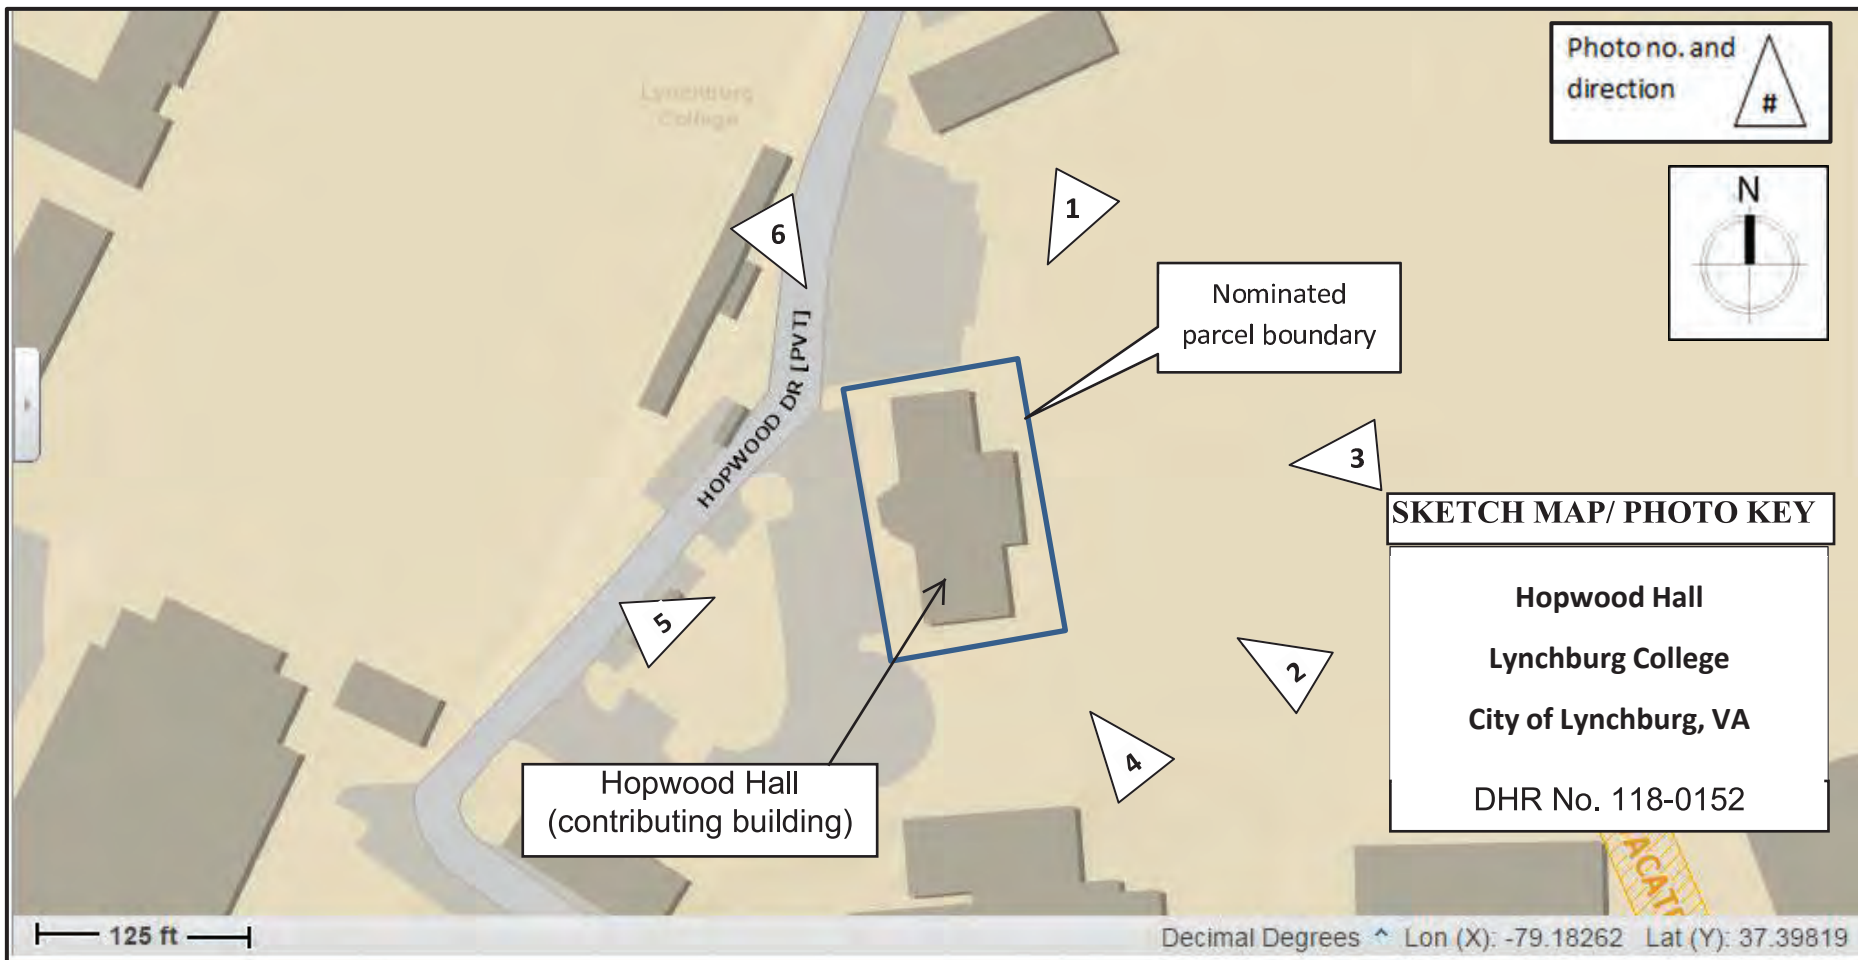 Lynchburg
College
Photo no. and
direction
#
N
1
6
Nominated
parcel boundary
HOPWOOD DR [PVT]
3
SKETCH MAP/ PHOTO KEY
Hopwood Hall
Lynchburg College
City of Lynchburg, VA
DHR No. 118-0152
5
2
4
Hopwood Hall
(contributing building)
125 ft
Decimal Degrees ^ Lon (X): -79.18262 Lat (Y): 37.39819